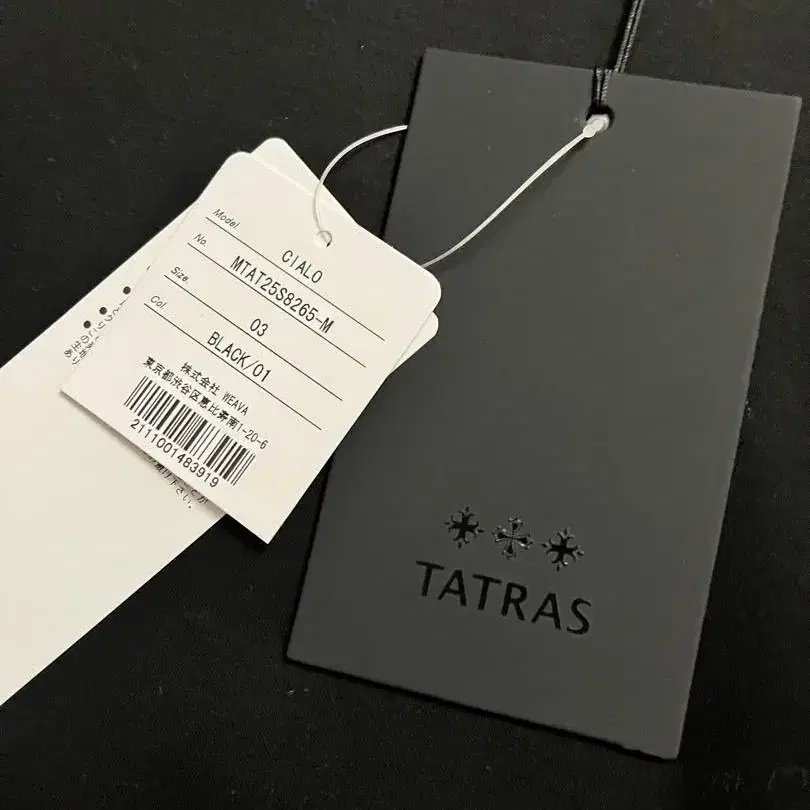 Model CIALO
No. MTAT25S8265-M
Size. 03
Col. BLACK/01
株式会社 WEAVA
東京都渋谷区恵比寿南1-20-6
2111001483919
TATRAS